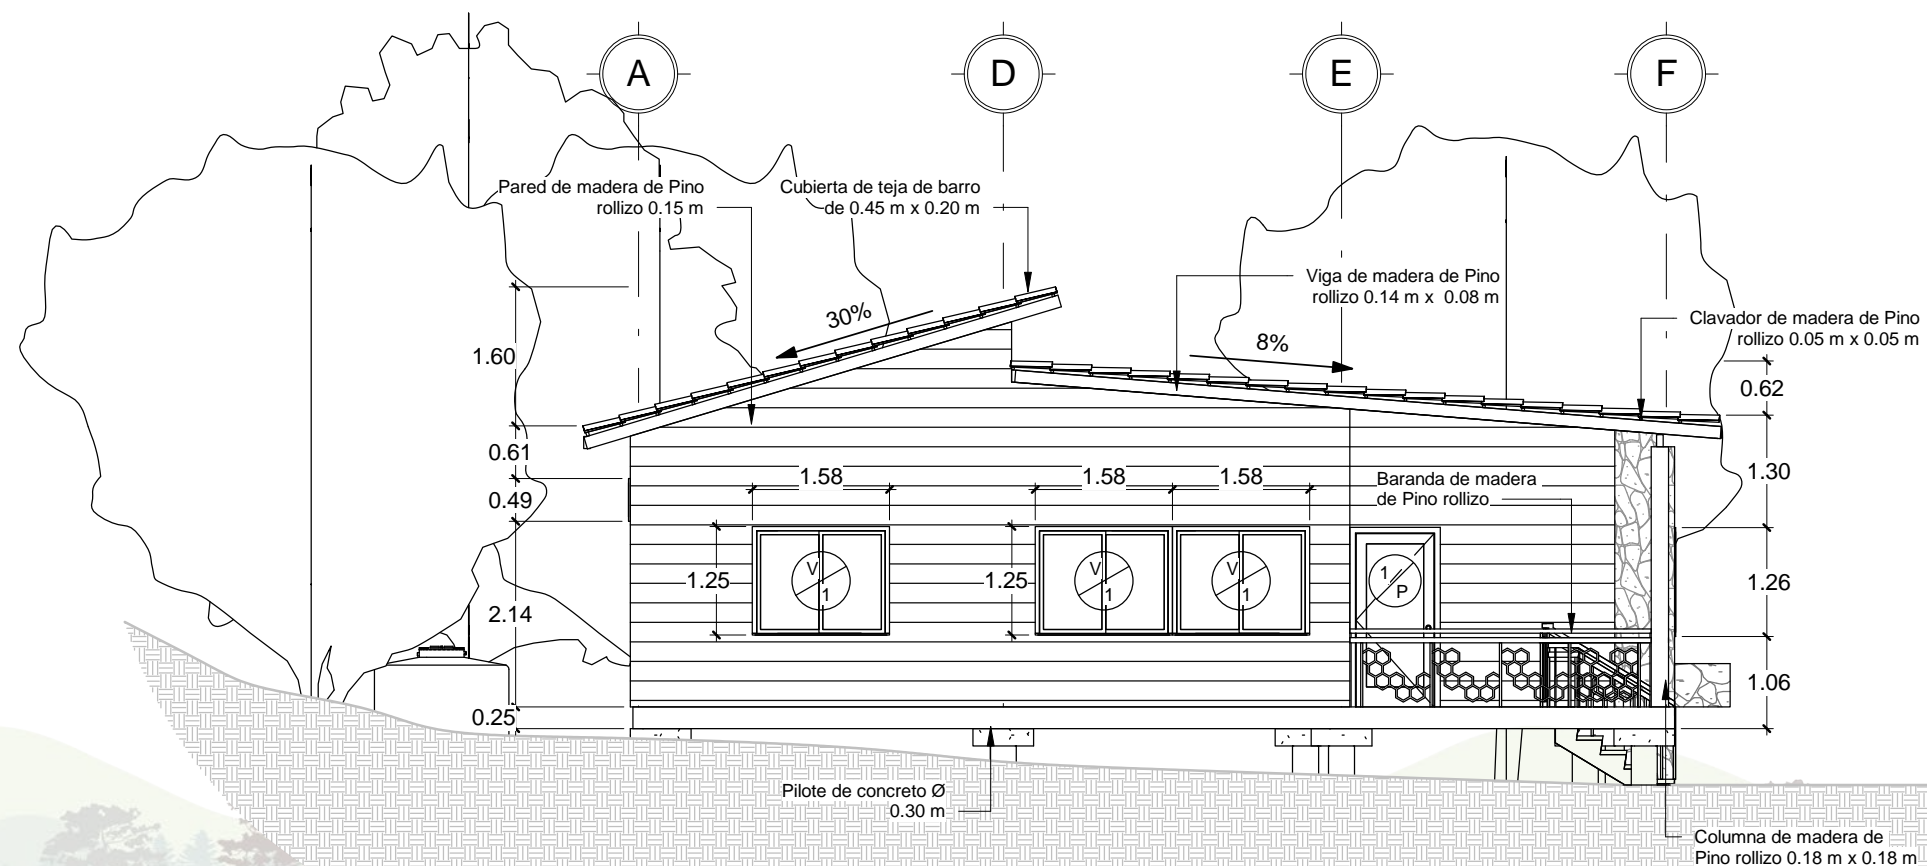 A
D
E
F
Pared de madera de Pino
rollizo 0.15 m
Cubierta de teja de barro
de 0.45 m x 0.20 m
Viga de madera de Pino
rollizo 0.14 m x 0.08 m
Clavador de madera de Pino
rollizo 0.05 m x 0.05 m
30%
8%
1.60
0.61
0.49
2.14
0.25
0.62
1.30
1.26
1.06
1.58
1.58
1.58
Baranda de madera
de Pino rollizo
1.25
1.25
V
1
V
1
V
1
1
P
Pilote de concreto Ø
0.30 m
Columna de madera de
Pino rollizo 0.18 m x 0.18 m